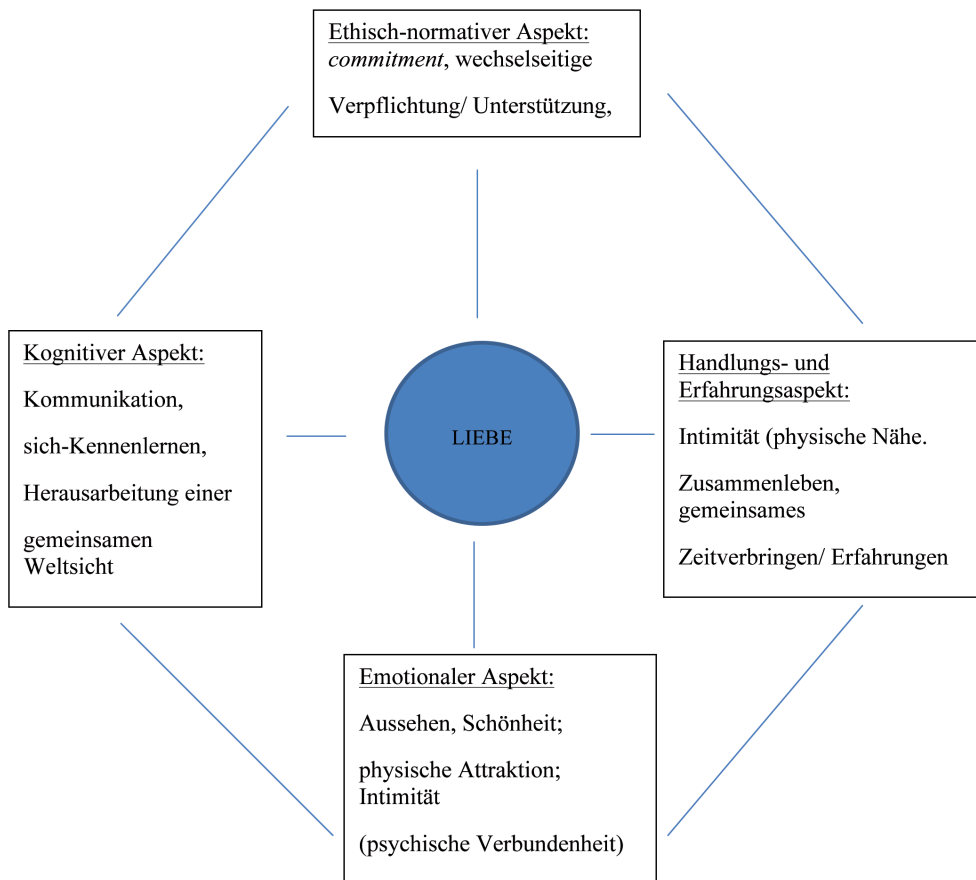 Ethisch-normativer Aspekt:
commitment, wechselseitige
Verpflichtung/ Unterstützung,
Kognitiver Aspekt:
Kommunikation,
sich-Kennenlernen,
Herausarbeitung einer
gemeinsamen
Weltsicht
LIEBE
Handlungs- und
Erfahrungsaspekt:
Intimität (physische Nähe.
Zusammenleben,
gemeinsames
Zeitverbringen/ Erfahrungen
Emotionaler Aspekt:
Aussehen, Schönheit;
physische Attraktion;
Intimität
(psychische Verbundenheit)